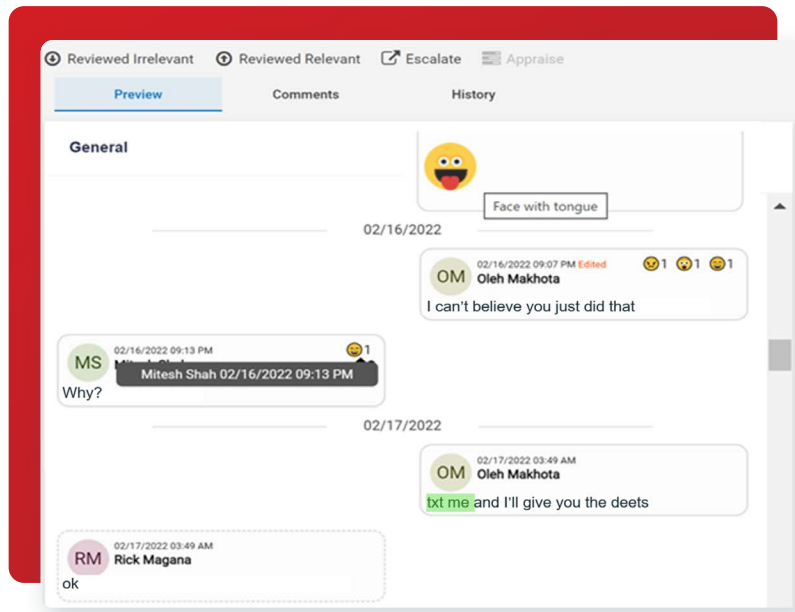 Reviewed Irrelevant Reviewed Relevant Escalate Appraise
Preview Comments History
General
Face with tongue
02/16/2022
OM 02/16/2022 09:07 PM Edited 1 1 1
Oleh Makhota
I can't believe you just did that
MS 02/16/2022 09:13 PM 1
Mitesh Shah 02/16/2022 09:13 PM
Why?
02/17/2022
OM 02/17/2022 03:49 AM
Oleh Makhota
txt me and I'll give you the deets
RM 02/17/2022 03:49 AM
Rick Magana
ok